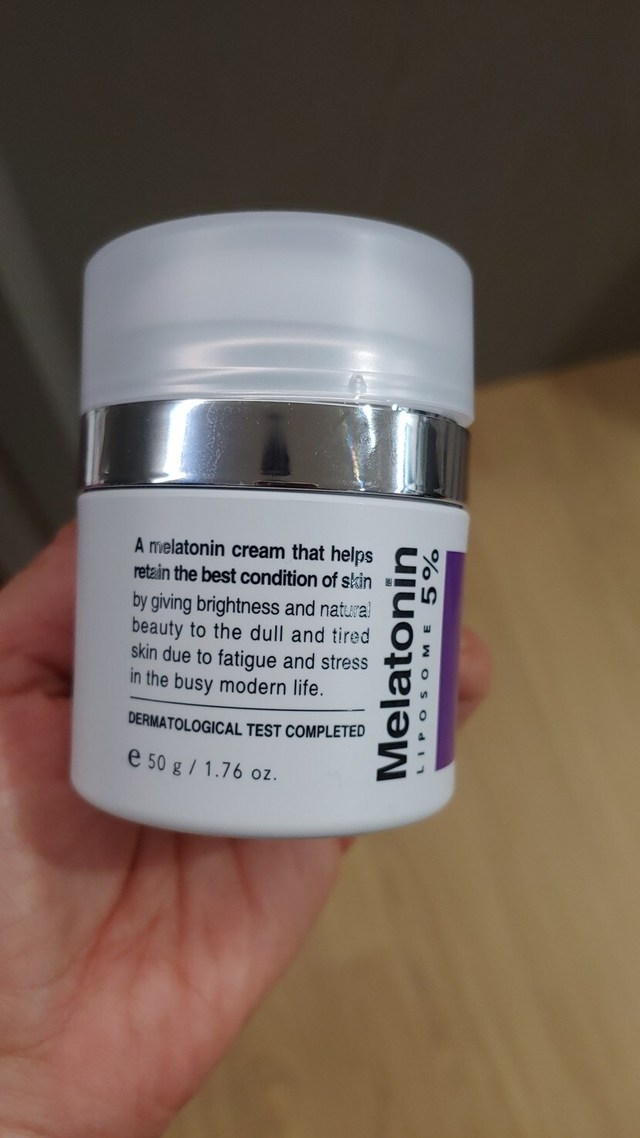 A melatonin cream that helps
retain the best condition of skin
by giving brightness and natural
beauty to the dull and tired
skin due to fatigue and stress
in the busy modern life.
DERMATOLOGICAL TEST COMPLETED
e 50 g / 1.76 oz.
Melatonin
LIPOSOME 5%